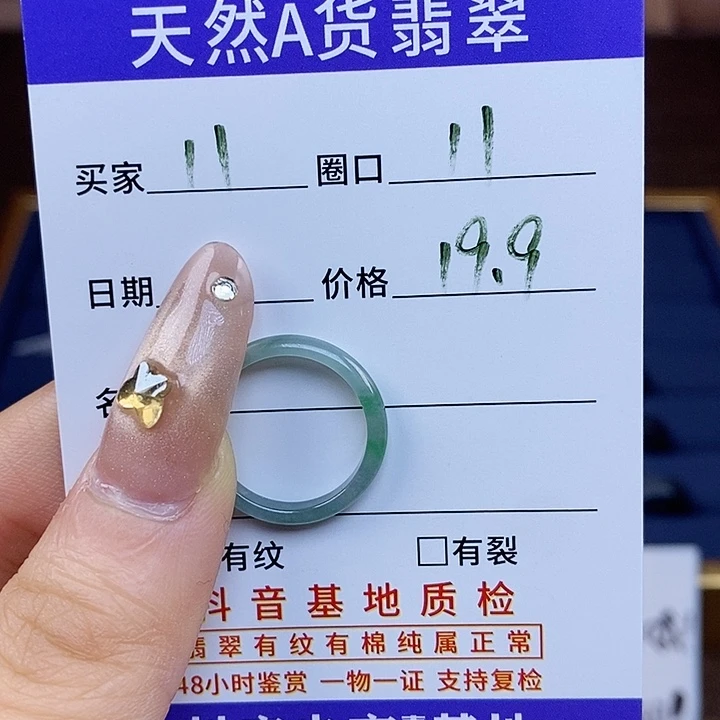 天然A货翡翠
买家 11 圈口 11
日期 价格 19.9
有纹 □有裂
抖音基地质检
翡翠有纹有棉纯属正常
48小时鉴赏 一物一证 支持复检